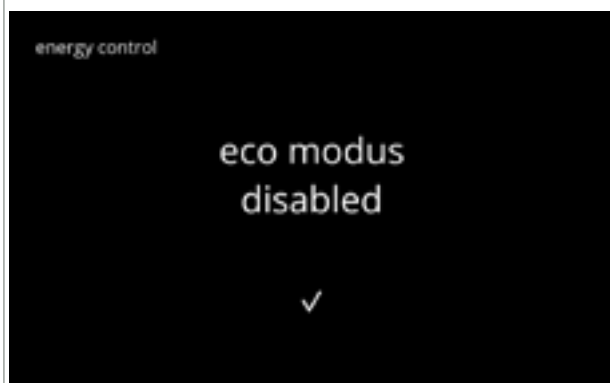 energy control
eco modus
disabled